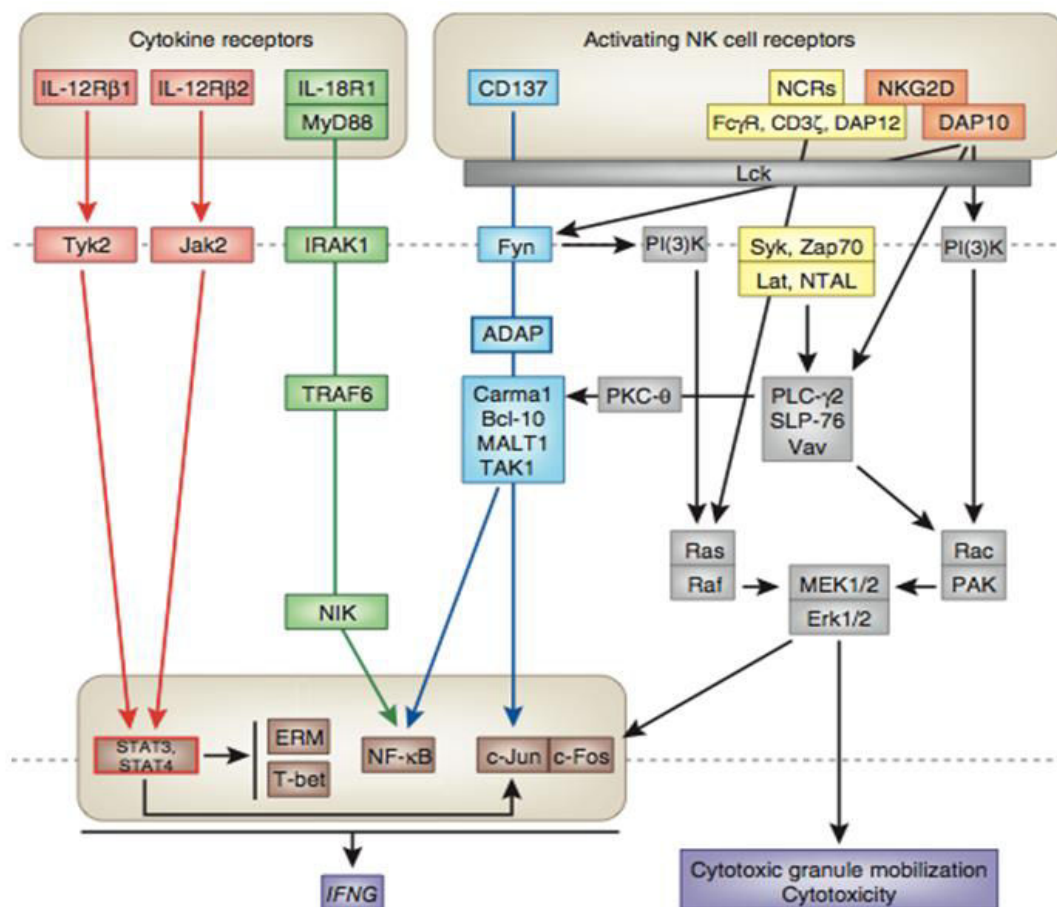 Cytokine receptors
Activating NK cell receptors
IL-12Rβ1
IL-12Rβ2
IL-18R1
MyD88
CD137
NCRs
NKG2D
FcγR, CD3ζ, DAP12
DAP10
Lck
Tyk2
Jak2
IRAK1
Fyn
PI(3)K
Syk, Zap70
Lat, NTAL
PI(3)K
ADAP
TRAF6
Carma1
Bcl-10
MALT1
TAK1
PKC-θ
PLC-γ2
SLP-76
Vav
Ras
Raf
Rac
PAK
MEK1/2
Erk1/2
NIK
STAT3,
STAT4
ERM
T-bet
NF-κB
c-Jun
c-Fos
IFNG
Cytotoxic granule mobilization
Cytotoxicity